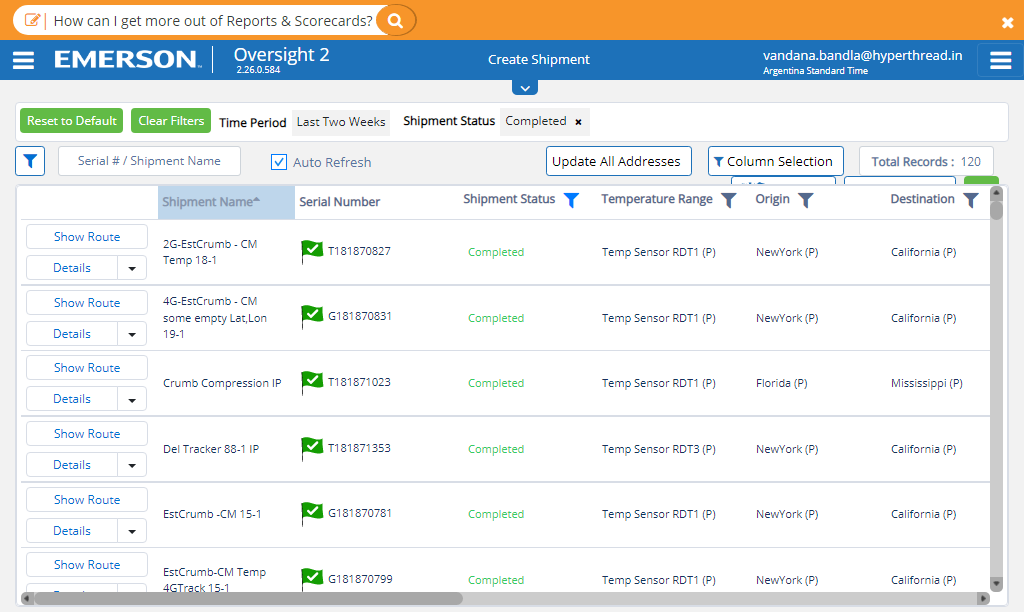 How can I get more out of Reports & Scorecards?
EMERSON
Oversight 2
2.26.0.584
Create Shipment
vandana.bandla@hyperthread.in
Argentina Standard Time
Reset to Default Clear Filters Time Period Last Two Weeks Shipment Status Completed ×
Serial # / Shipment Name Auto Refresh Update All Addresses Column Selection Total Records : 120
Shipment Name Serial Number Shipment Status Temperature Range Origin Destination
Show Route
Details
2G-EstCrumb - CM
Temp 18-1
T181870827 Completed Temp Sensor RDT1 (P) NewYork (P) California (P)
Show Route
Details
4G-EstCrumb - CM
some empty Lat,Lon
19-1
G181870831 Completed Temp Sensor RDT1 (P) NewYork (P) California (P)
Show Route
Details
Crumb Compression IP T181871023 Completed Temp Sensor RDT1 (P) Florida (P) Mississippi (P)
Show Route
Details
Del Tracker 88-1 IP T181871353 Completed Temp Sensor RDT3 (P) NewYork (P) California (P)
Show Route
Details
EstCrumb -CM 15-1 G181870781 Completed Temp Sensor RDT1 (P) NewYork (P) California (P)
Show Route
EstCrumb-CM Temp
4GTrack 15-1
G181870799 Completed Temp Sensor RDT1 (P) NewYork (P) California (P)